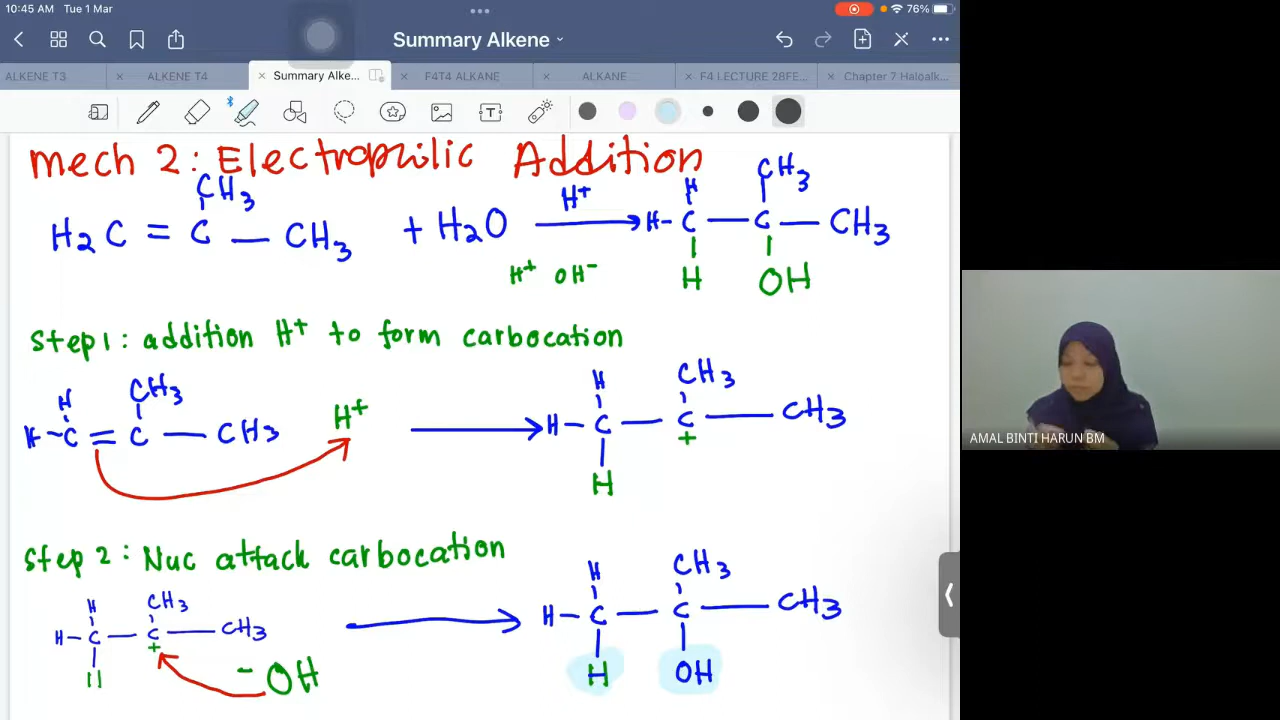 10:45 AM Tue 1 Mar
76%
Summary Alkene
ALKENE T3
ALKENE T4
Summary Alke...
F4T4 ALKANE
ALKANE
F4 LECTURE 28FE...
Chapter 7 Haloalk...
mech 2: Electrophilic Addition
CH3
H2C = C — CH3 + H2O H+
H CH3
H- C — C — CH3
H OH
H+ OH-
Step 1: addition H+ to form carbocation
H CH3
H - C = C — CH3 H+
H CH3
H - C — C — CH3
+
H
Step 2: Nuc attack carbocation
H CH3
H - C — C — CH3
+
H -OH
H CH3
H - C — C — CH3
H OH
AMAL BINTI HARUN BM